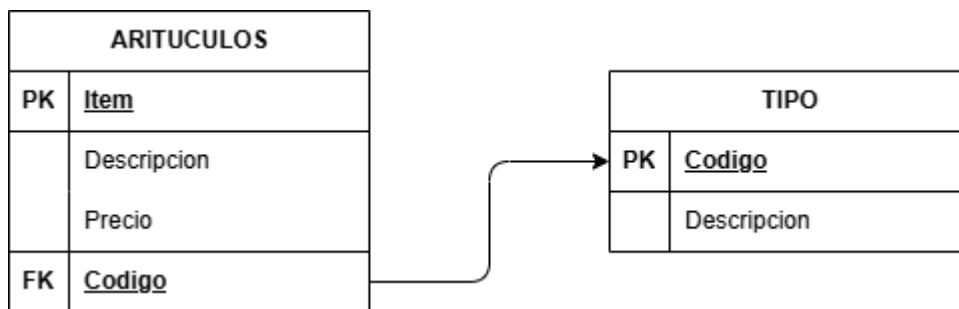 ARITUCULOS
PK Item
Descripcion
Precio
FK Codigo
TIPO
PK Codigo
Descripcion